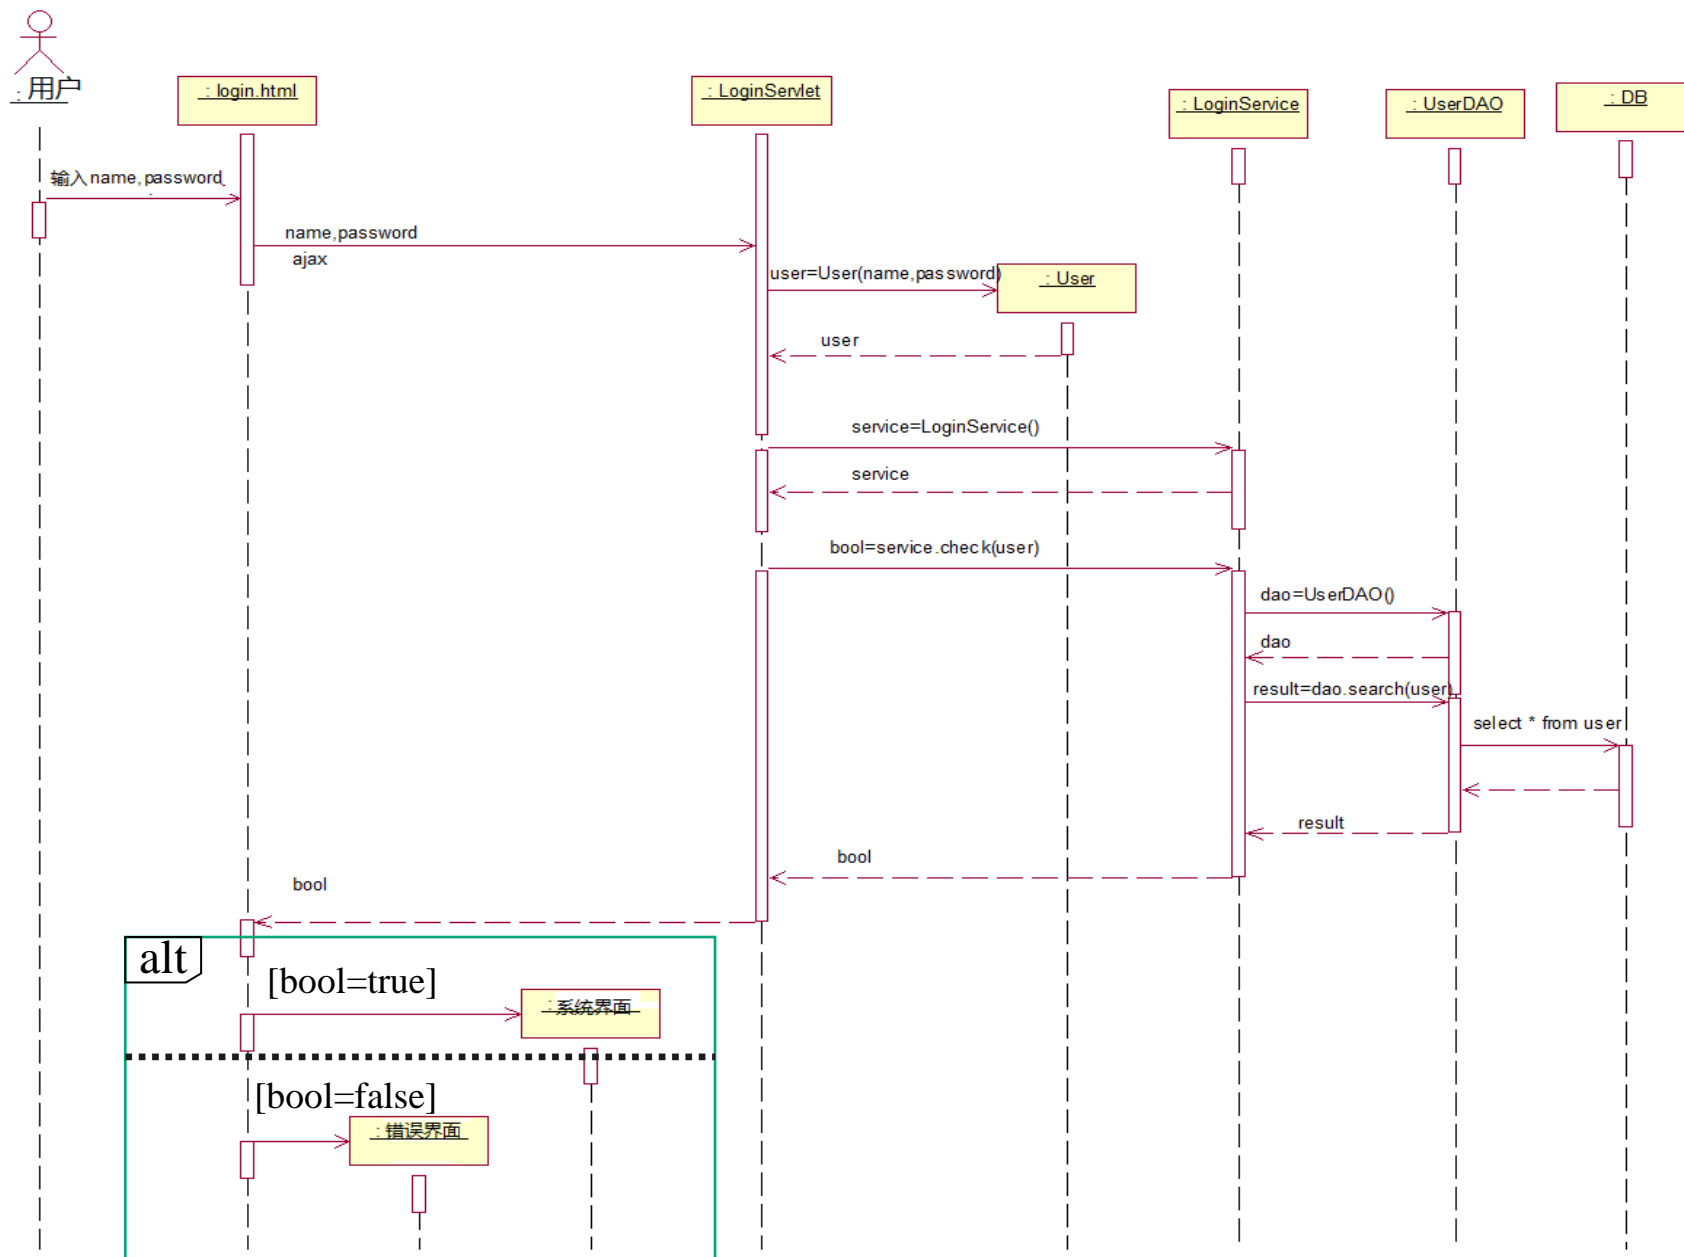 : 用户
: login.html
: LoginServlet
: LoginService
: UserDAO
: DB
输入name,password
name,password
ajax
user=User(name,password)
: User
user
service=LoginService()
service
bool=service.check(user)
dao=UserDAO()
dao
result=dao.search(user)
select * from user
result
bool
bool
alt
[bool=true]
: 系统界面
[bool=false]
: 错误界面